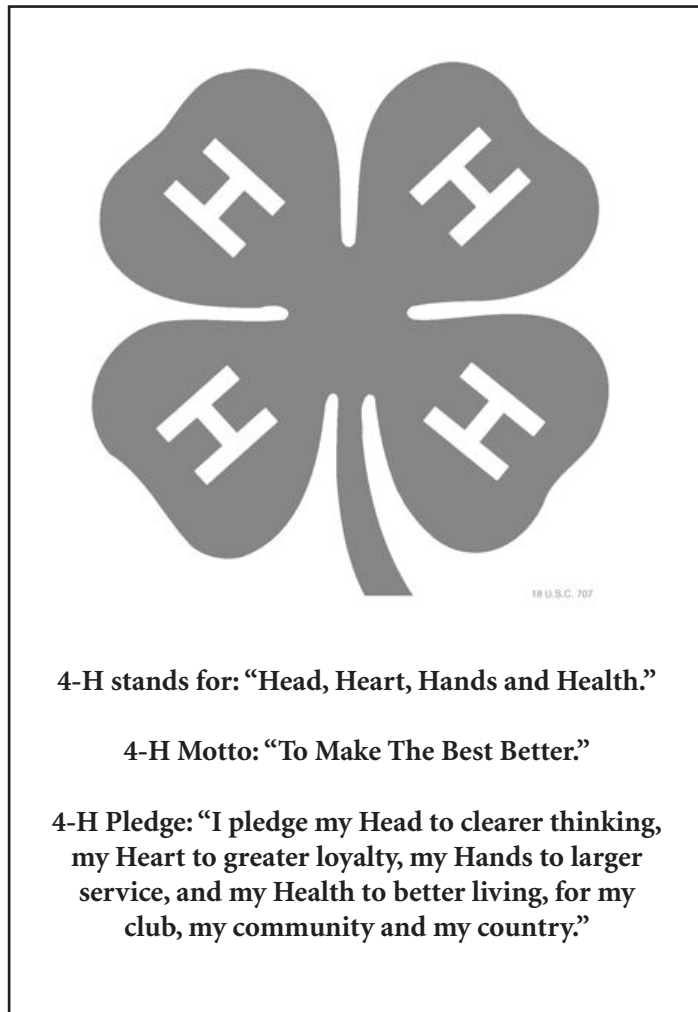 H H
H H
18 U.S.C. 707
4-H stands for: “Head, Heart, Hands and Health.”
4-H Motto: “To Make The Best Better.”
4-H Pledge: “I pledge my Head to clearer thinking,
my Heart to greater loyalty, my Hands to larger
service, and my Health to better living, for my
club, my community and my country.”